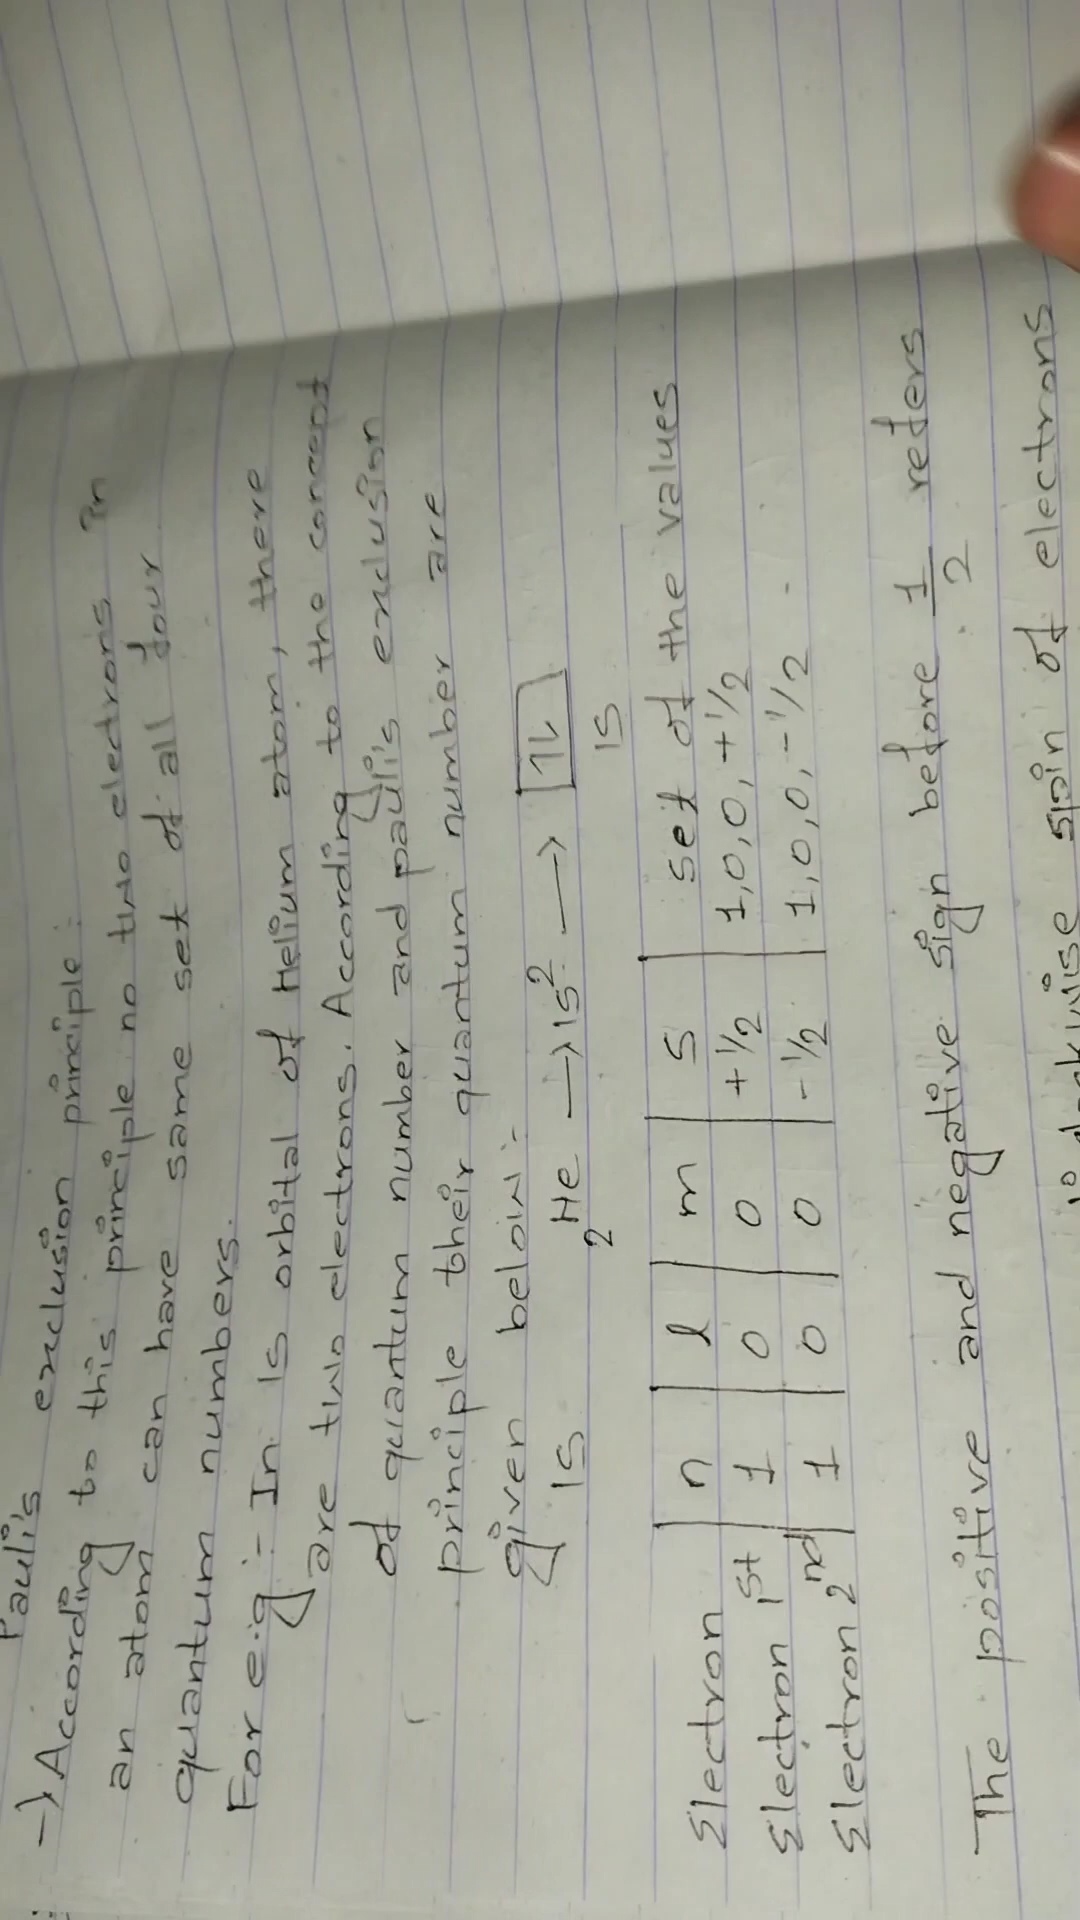 Pauli's exclusion principle:
→ According to this principle no two electrons in
an atom can have same set of all four
quantum numbers.
For e.g :- In 1s orbital of Helium atom, there
are two electrons. According to the concept
of quantum number and pauli's exclusion
principle their quantum number are
given below:-
1s ₂He → 1s² → 1↓
1s
Electron | n | l | m | s | set of the values
Electron 1st | 1 | 0 | 0 | +1/2 | 1,0,0,+1/2
Electron 2nd | 1 | 0 | 0 | -1/2 | 1,0,0,-1/2.
The positive and negative sign before 1/2 refers
clockwise spin of electrons